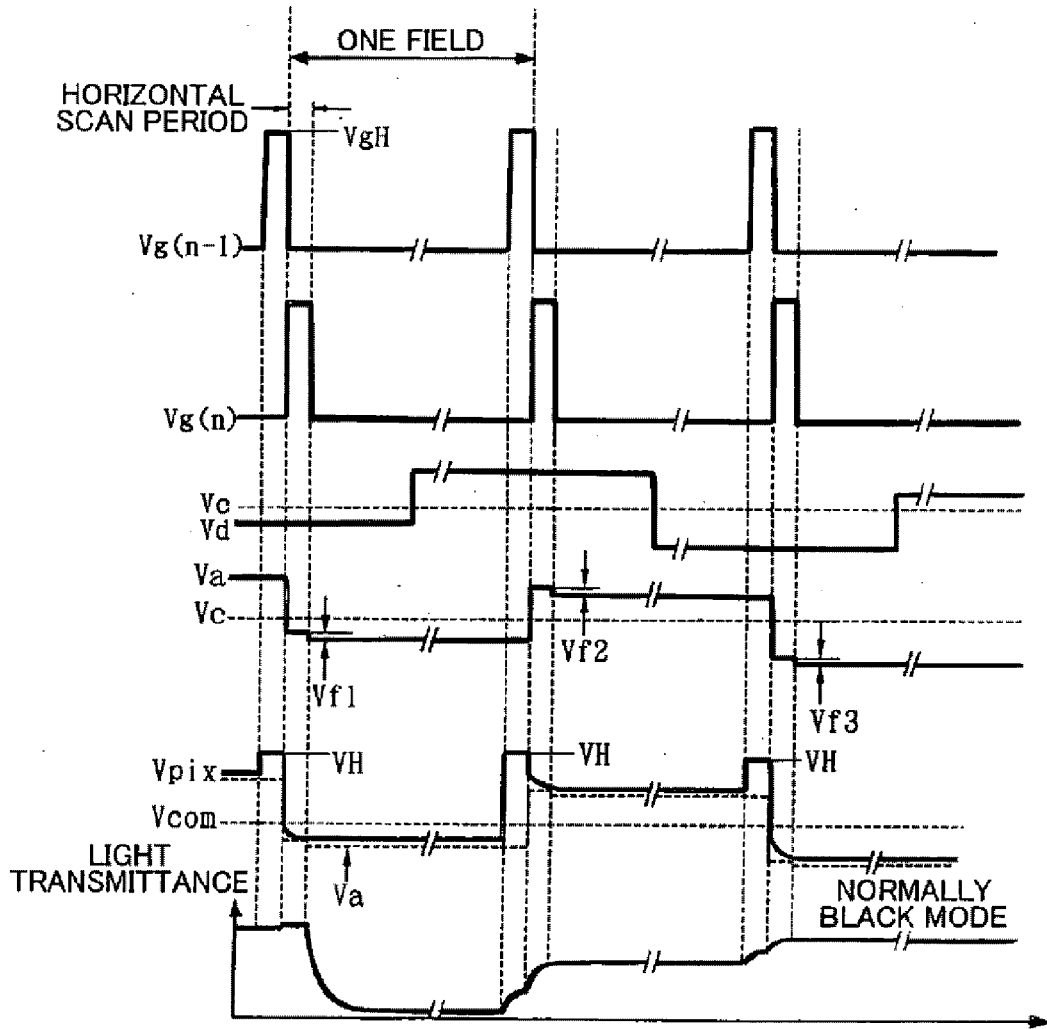 ONE FIELD
HORIZONTAL
SCAN PERIOD
VgH
Vg(n-1)
Vg(n)
Vc
Vd
Va
Vc
Vf1
Vf2
Vf3
VH
VH
VH
Vpix
Vcom
Va
LIGHT
TRANSMITTANCE
NORMALLY
BLACK MODE